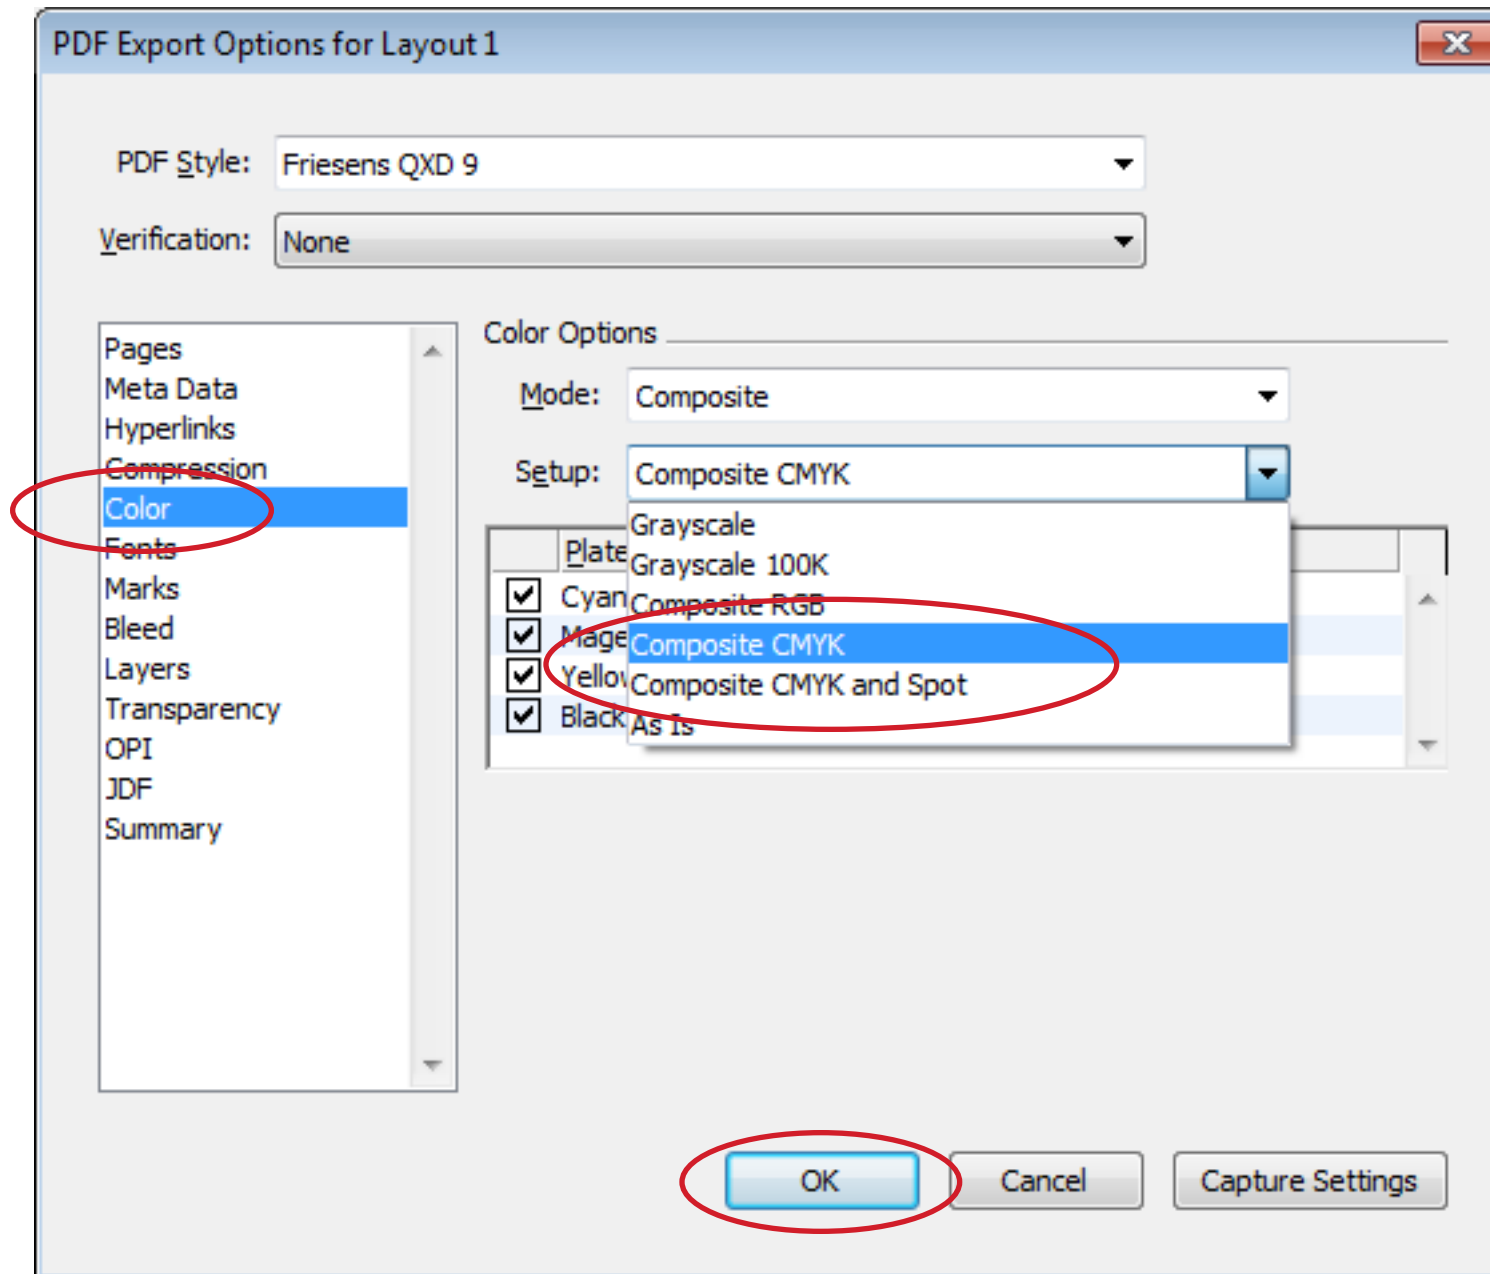 PDF Export Options for Layout 1
PDF Style: Friesens QXD 9
Verification: None
Pages
Meta Data
Hyperlinks
Compression
Color
Fonts
Marks
Bleed
Layers
Transparency
OPI
JDF
Summary
Color Options
Mode: Composite
Setup: Composite CMYK
Grayscale
Grayscale 100K
Composite RGB
Composite CMYK
Composite CMYK and Spot
As Is
Plate
Cyan
Mage
Yello
Black
OK Cancel Capture Settings